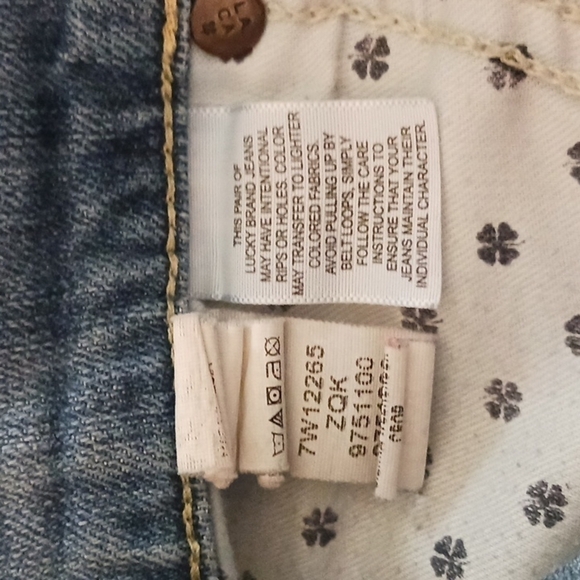 THIS PAIR OF
LUCKY BRAND JEANS
MAY HAVE INTENTIONAL
RIPS OR HOLES. COLOR
MAY TRANSFER TO LIGHTER
COLORED FABRICS.
AVOID PULLING UP BY
BELT LOOPS. SIMPLY
FOLLOW THE CARE
INSTRUCTIONS TO
ENSURE THAT YOUR
JEANS MAINTAIN THEIR
INDIVIDUAL CHARACTER.
7W12265
ZQK
9751100